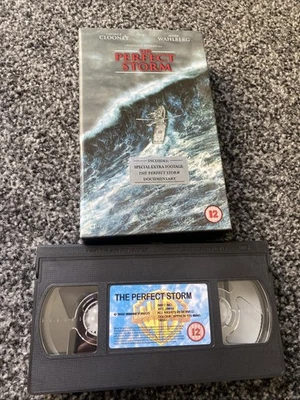 CLOONEY WAHLBERG
THE
PERFECT
STORM
INCLUDING
SPECIAL EXTRA FOOTAGE
THE PERFECT STORM
DOCUMENTARY
12
THE PERFECT STORM
12